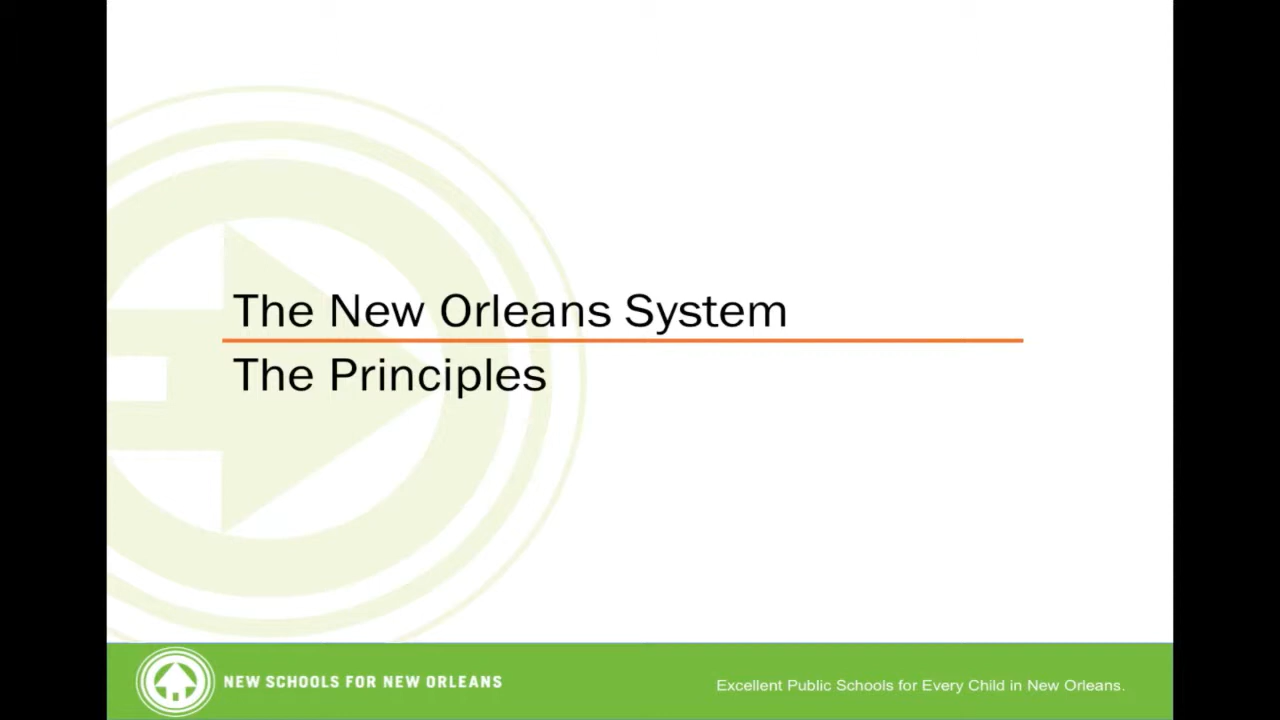 The New Orleans System
The Principles
NEW SCHOOLS FOR NEW ORLEANS
Excellent Public Schools for Every Child in New Orleans.